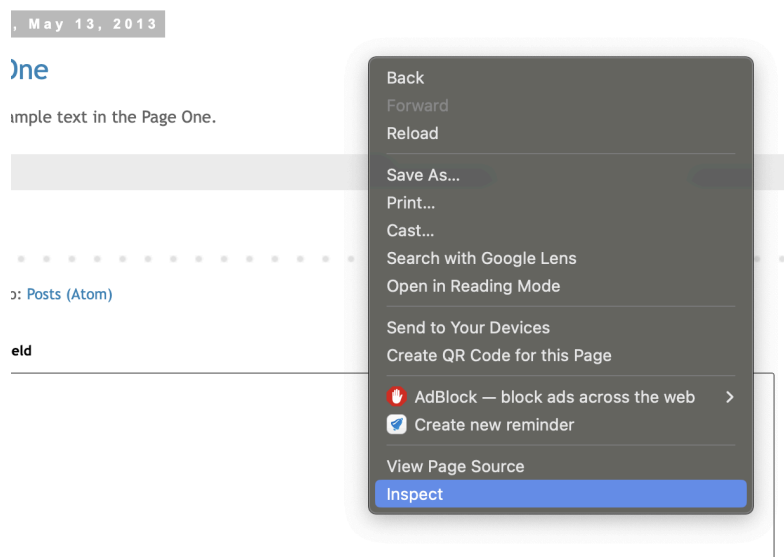 , May 13, 2013
One
ample text in the Page One.
o: Posts (Atom)
eld
Back
Forward
Reload
Save As...
Print...
Cast...
Search with Google Lens
Open in Reading Mode
Send to Your Devices
Create QR Code for this Page
AdBlock — block ads across the web
Create new reminder
View Page Source
Inspect